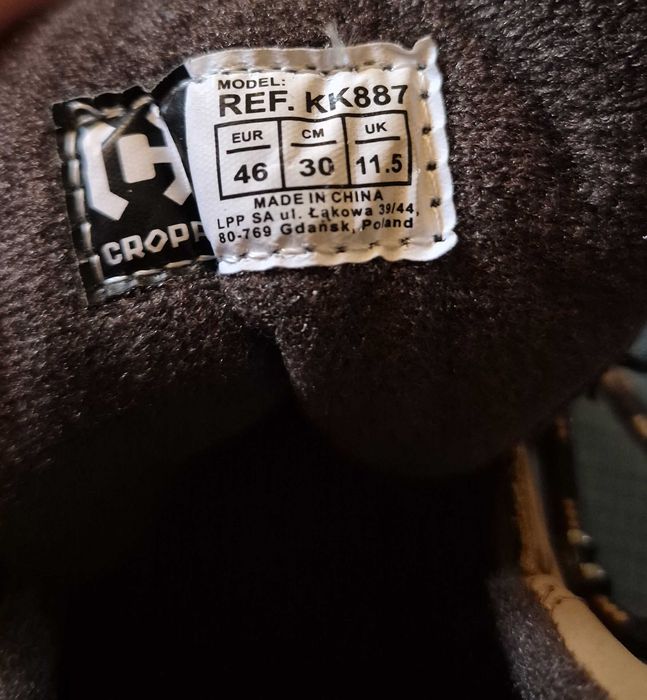 MODEL:
REF. KK887
EUR CM UK
46 30 11.5
MADE IN CHINA
LPP SA ul. Łąkowa 39/44,
80-769 Gdańsk, Poland
CROPP